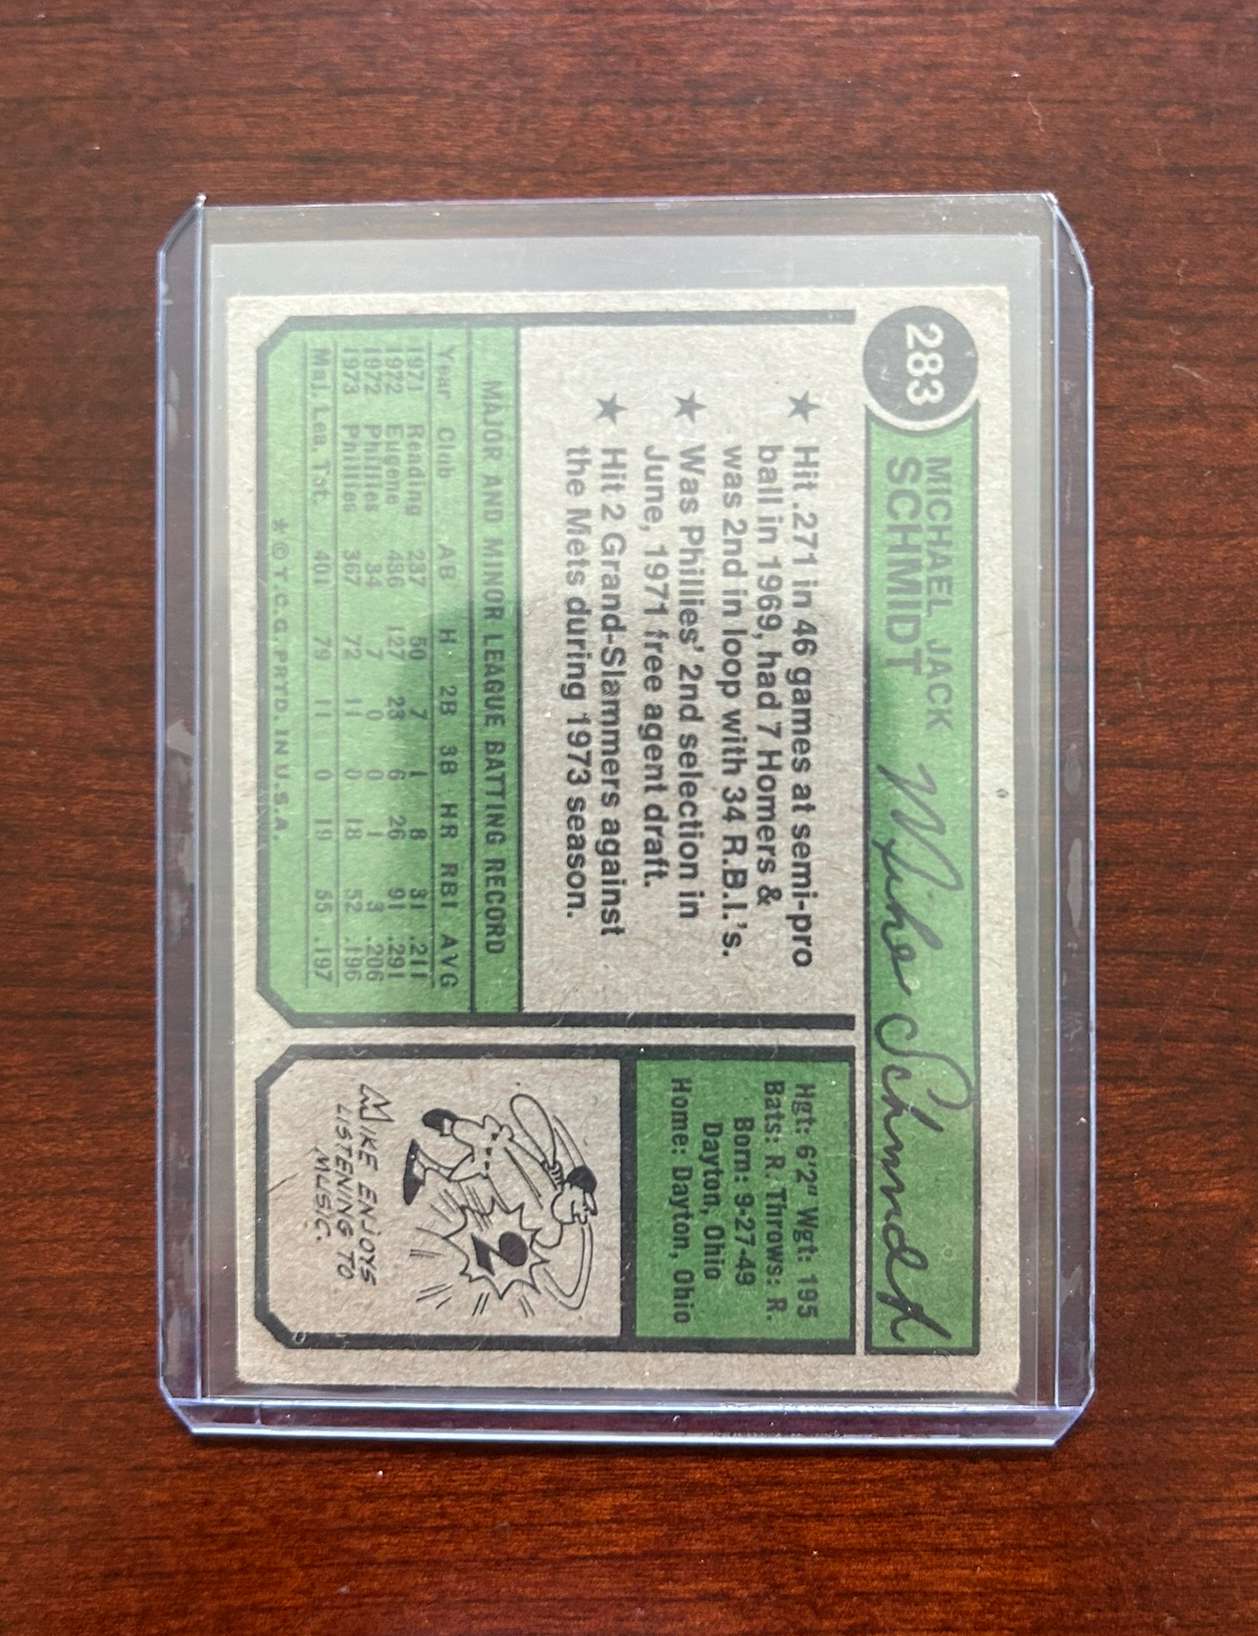 283
MICHAEL JACK
SCHMIDT
Mike Schmidt
★ Hit .271 in 46 games at semi-pro
ball in 1969, had 7 Homers &
was 2nd in loop with 34 R.B.I.'s.
★ Was Phillies' 2nd selection in
June, 1971 free agent draft.
★ Hit 2 Grand-Slammers against
the Mets during 1973 season.
MAJOR AND MINOR LEAGUE BATTING RECORD
Year Club AB H 2B 3B HR RBI AVG
1971 Reading 237 50 7 1 8 31 .211
1972 Eugene 436 127 23 6 26 91 .291
1972 Phillies 34 7 0 0 1 3 .206
1973 Phillies 367 72 11 0 18 52 .196
Maj. Lea. Tot. 401 79 11 0 19 55 .197
*©T.C.G. PRTD. IN U.S.A.
Hgt: 6'2" Wgt: 195
Bats: R. Throws: R.
Born: 9-27-49
Dayton, Ohio
Home: Dayton, Ohio
MIKE ENJOYS
LISTENING TO
MUSIC.